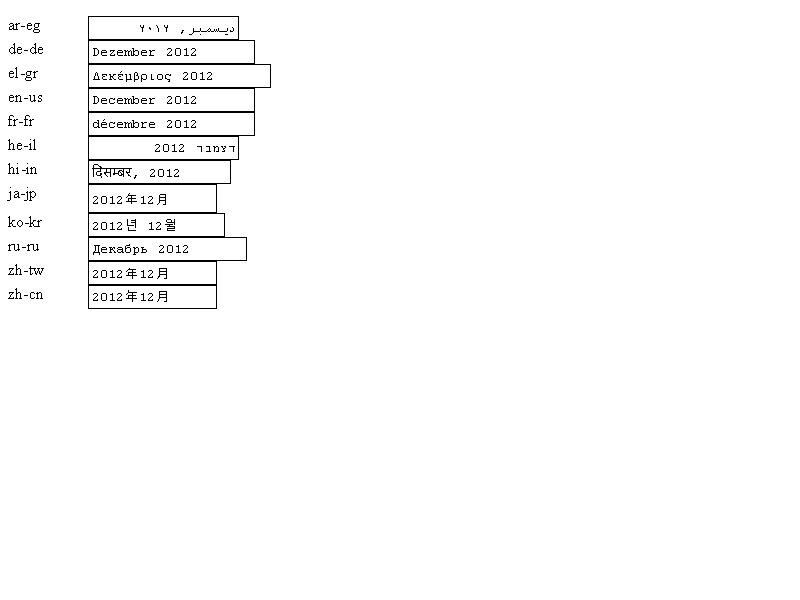 ar-eg ديسمبر, ٢٠١٢
de-de Dezember 2012
el-gr Δεκέμβριος 2012
en-us December 2012
fr-fr décembre 2012
he-il דצמבר 2012
hi-in दिसम्बर, 2012
ja-jp 2012年12月
ko-kr 2012년 12월
ru-ru Декабрь 2012
zh-tw 2012年12月
zh-cn 2012年12月